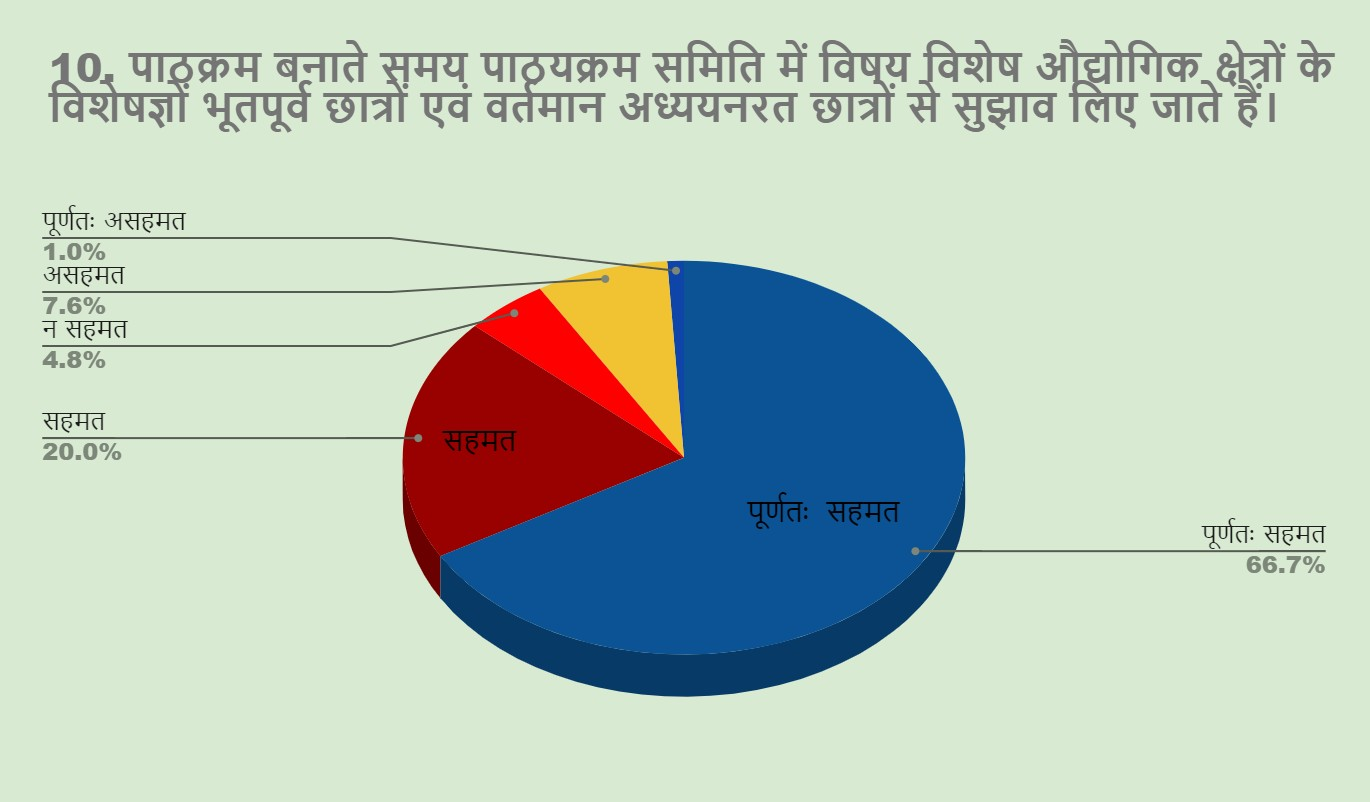 10. पाठ्क्रम बनाते समय पाठयक्रम समिति में विषय विशेष औद्योगिक क्षेत्रों के
विशेषज्ञों भूतपूर्व छात्रों एवं वर्तमान अध्ययनरत छात्रों से सुझाव लिए जाते हैं।
पूर्णतः असहमत
1.0%
असहमत
7.6%
न सहमत
4.8%
सहमत
20.0%
सहमत
पूर्णतः सहमत
पूर्णतः सहमत
66.7%